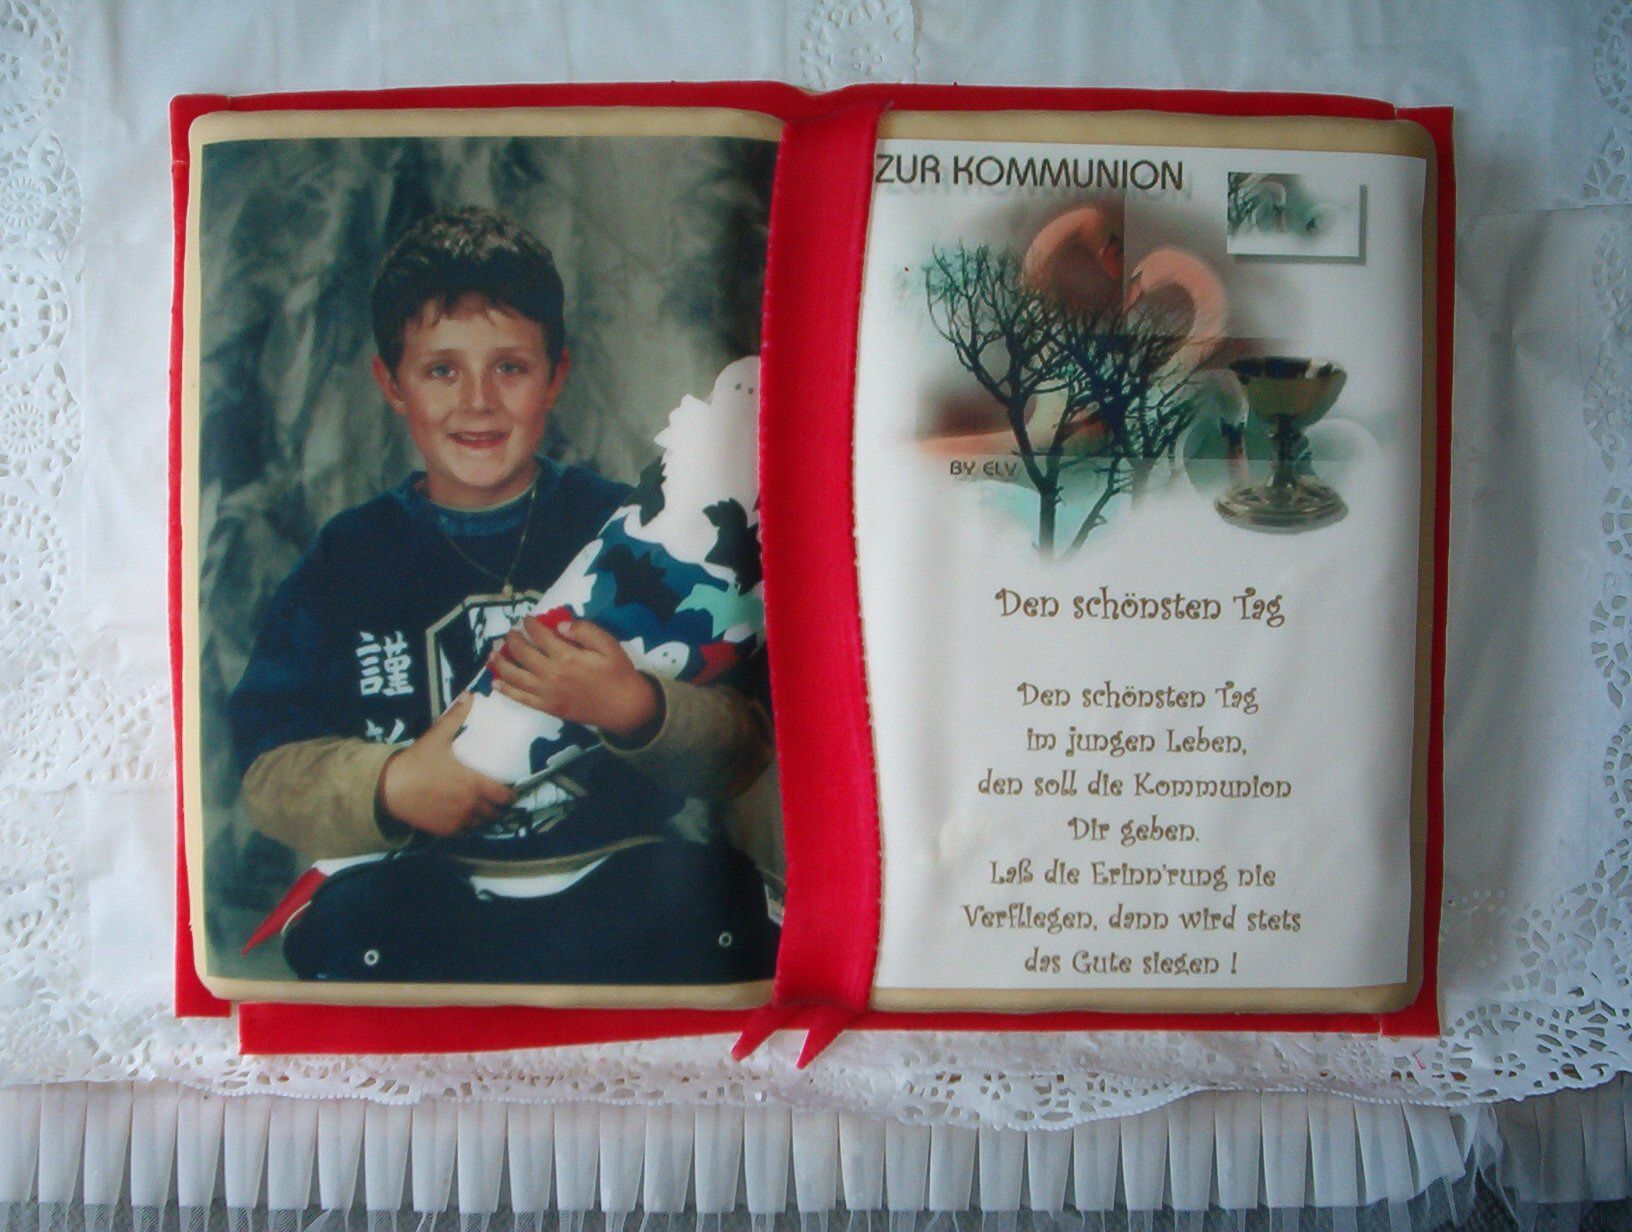 ZUR KOMMUNION
BY ELV
Den schönsten Tag
Den schönsten Tag
im jungen Leben,
den soll die Kommunion
Dir geben.
Laß die Erinn'rung nie
Verfliegen, dann wird stets
das Gute siegen !